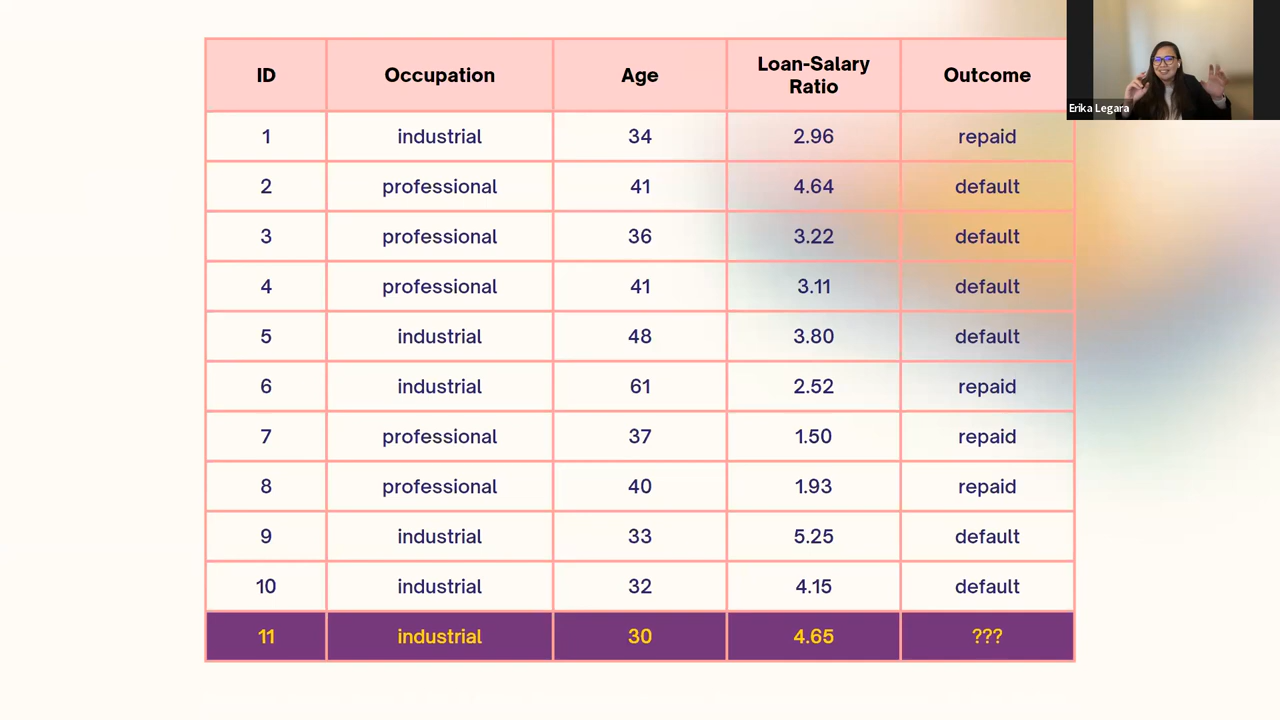 ID Occupation Age Loan-Salary Ratio Outcome
1 industrial 34 2.96 repaid
2 professional 41 4.64 default
3 professional 36 3.22 default
4 professional 41 3.11 default
5 industrial 48 3.80 default
6 industrial 61 2.52 repaid
7 professional 37 1.50 repaid
8 professional 40 1.93 repaid
9 industrial 33 5.25 default
10 industrial 32 4.15 default
11 industrial 30 4.65 ???
Erika Legara